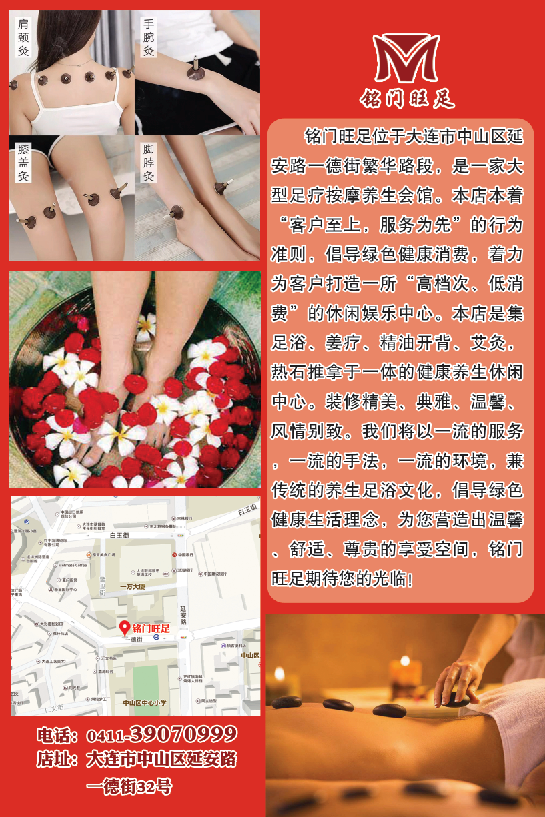 肩颈灸
手腕灸
膝盖灸
脚脖灸
铭门旺足
铭门旺足位于大连市中山区延
安路一德街繁华路段，是一家大
型足疗按摩养生会馆。本店本着
“客户至上，服务为先”的行为
准则，倡导绿色健康消费，着力
为客户打造一所“高档次、低消
费”的休闲娱乐中心。本店是集
足浴、姜疗、精油开背、艾灸，
热石推拿于一体的健康养生休闲
中心。装修精美、典雅、温馨、
风情别致。我们将以一流的服务
，一流的手法，一流的环境，兼
传统的养生足浴文化，倡导绿色
健康生活理念，为您营造出温馨
、舒适、尊贵的享受空间，铭门
旺足期待您的光临！
白玉街
一方大厦
延安路
铭门旺足
中山区
中山区中心小学
电话：0411-39070999
店址：大连市中山区延安路
一德街32号